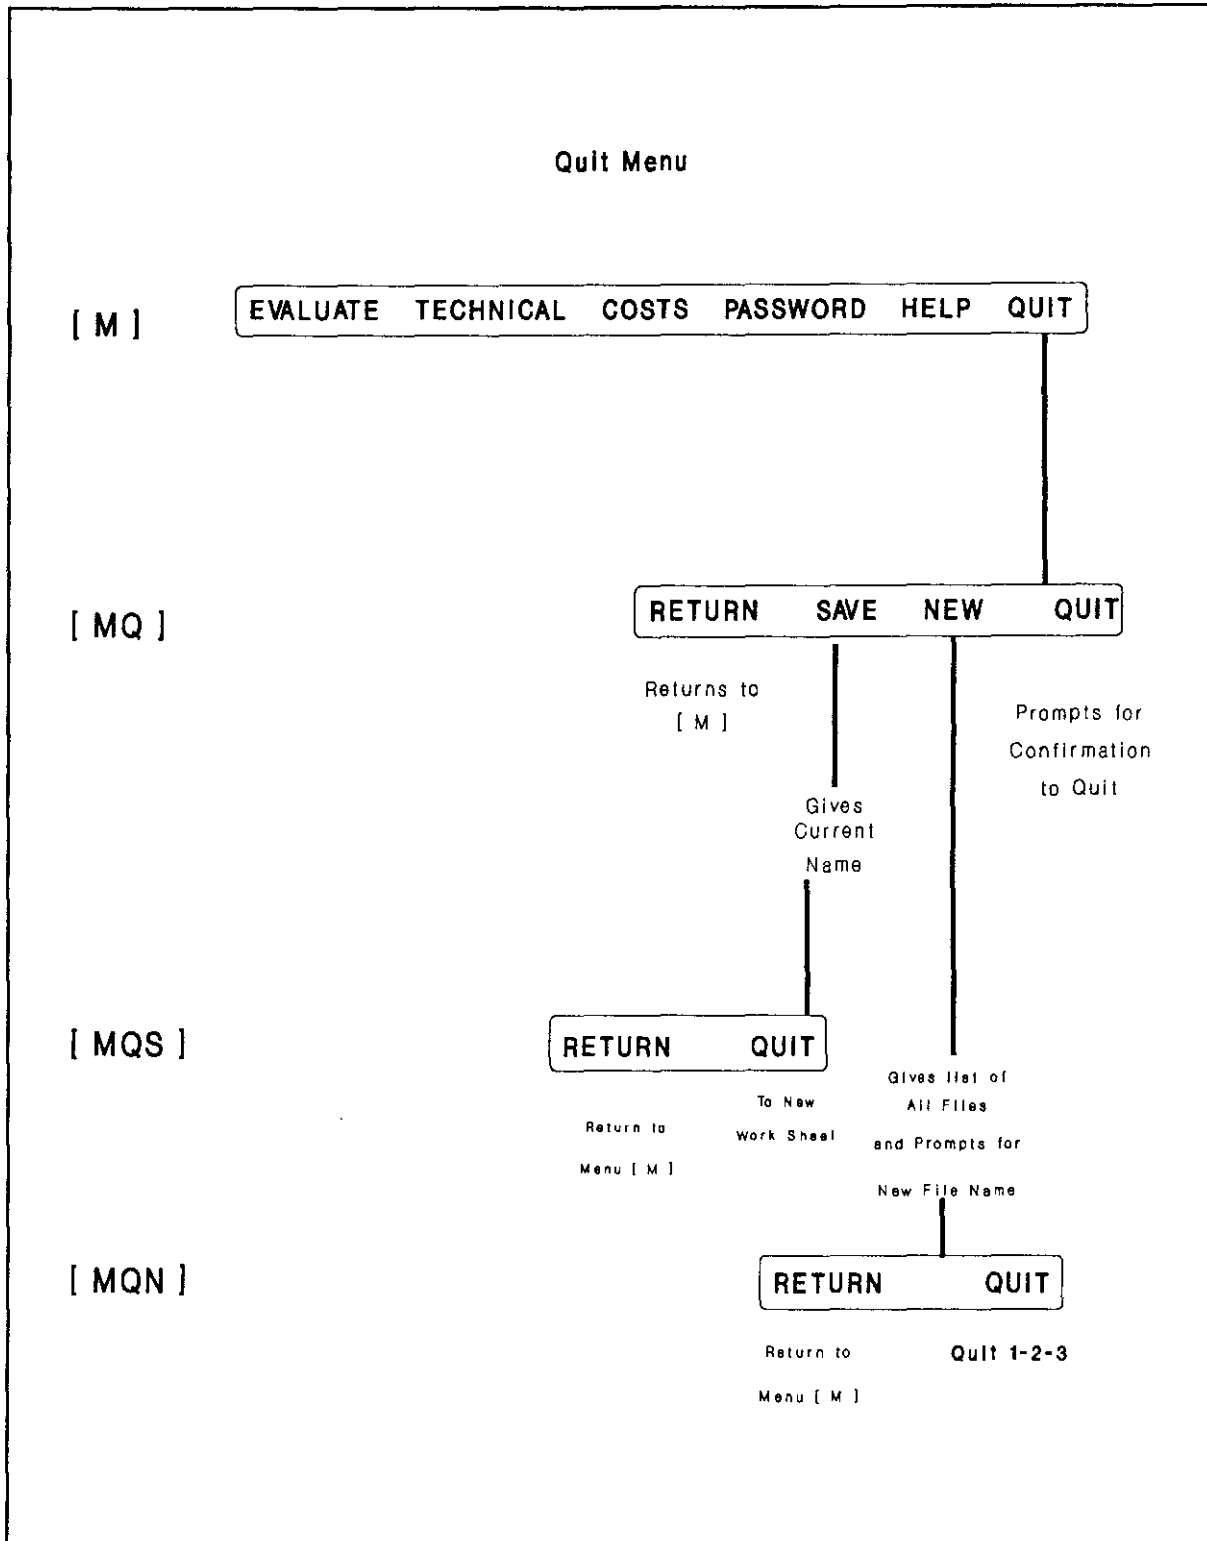 Quit Menu
[ M ]
EVALUATE TECHNICAL COSTS PASSWORD HELP QUIT
[ MQ ]
RETURN SAVE NEW QUIT
Returns to
[ M ]
Prompts for
Confirmation
to Quit
Gives
Current
Name
[ MQS ]
RETURN QUIT
Return to
Menu [ M ]
To New
Work Sheet
Gives list of
All Files
and Prompts for
New File Name
[ MQN ]
RETURN QUIT
Return to
Menu [ M ]
Quit 1-2-3